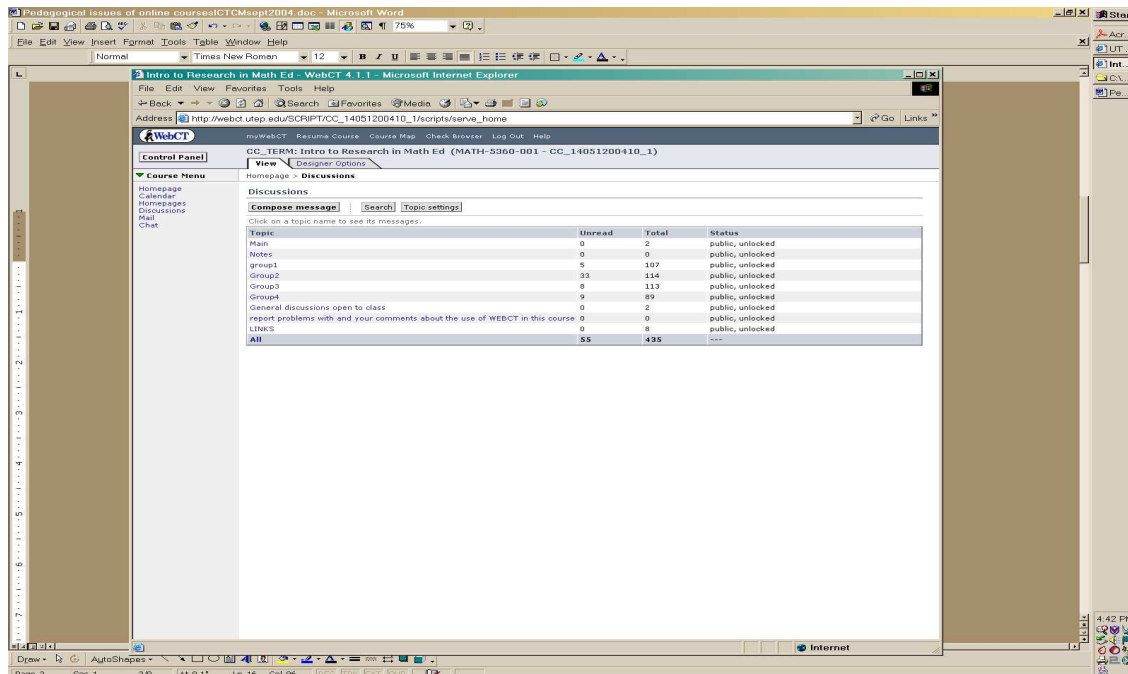 Pedagogical issues of online coursesICTCMsept2004.doc - Microsoft Word
75%
File Edit View Insert Format Tools Table Window Help
Normal Times New Roman 12 B I U
Intro to Research in Math Ed - WebCT 4.1.1 - Microsoft Internet Explorer
File Edit View Favorites Tools Help
Back Search Favorites Media
Address http://webct.utep.edu/SCRIPT/CC_14051200410_1/scripts/serve_home Go Links
WebCT myWebCT Resume Course Course Map Check Browser Log Out Help
Control Panel
CC_TERM: Intro to Research in Math Ed (MATH-5360-001 - CC_14051200410_1)
View Designer Options
Course Menu
Homepage
Calendar
Homepages
Discussions
Mail
Chat
Homepage > Discussions
Discussions
Compose message Search Topic settings
Click on a topic name to see its messages.
Topic Unread Total Status
Main 0 2 public, unlocked
Notes 0 0 public, unlocked
group1 5 107 public, unlocked
Group2 33 114 public, unlocked
Group3 8 113 public, unlocked
Group4 9 89 public, unlocked
General discussions open to class 0 2 public, unlocked
report problems with and your comments about the use of WEBCT in this course 0 0 public, unlocked
LINKS 0 8 public, unlocked
All 55 435 ---
Internet
Draw AutoShapes
Star
Acr.
UT.
Int..
C:\..
Pe..
4:42 P